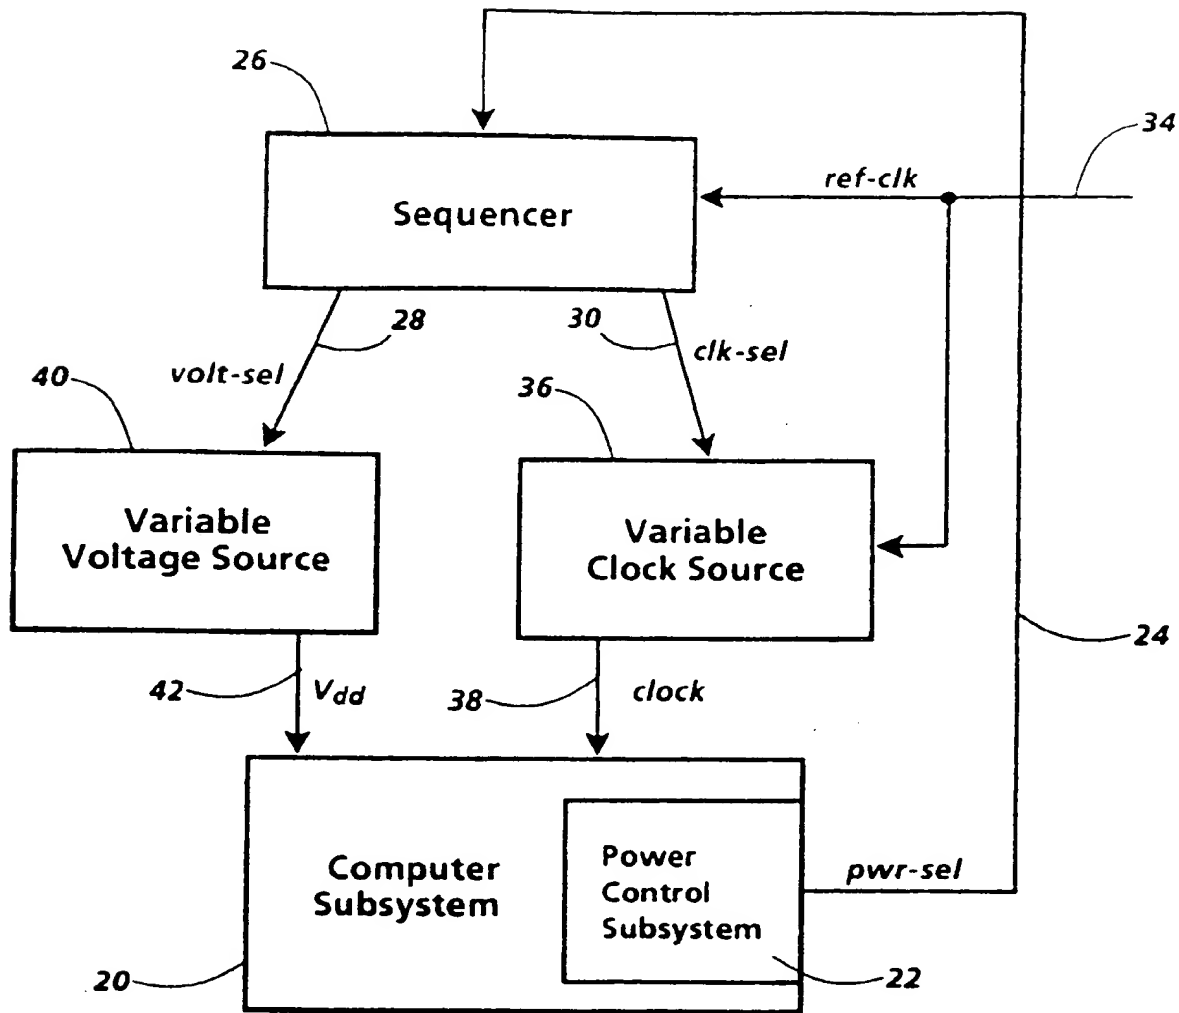 26
34
ref-clk
Sequencer
28
30
volt-sel
clk-sel
40
36
Variable
Voltage Source
Variable
Clock Source
24
42
Vdd
38
clock
Computer
Subsystem
Power
Control
Subsystem
pwr-sel
20
22